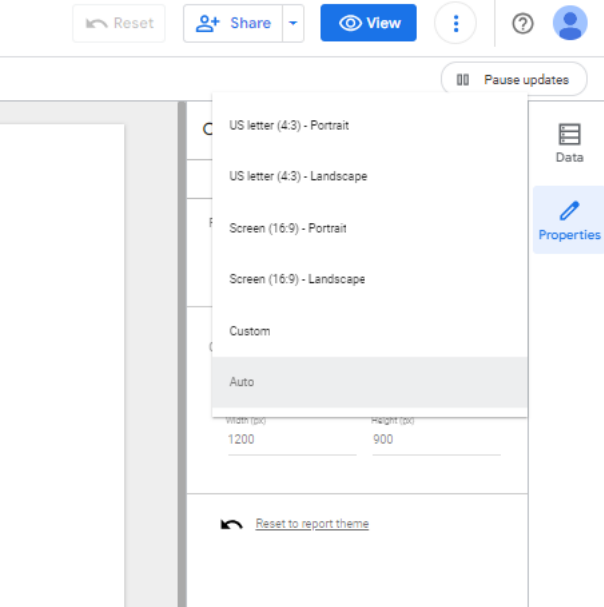 Reset
Share
View
Pause updates
US letter (4:3) - Portrait
US letter (4:3) - Landscape
Screen (16:9) - Portrait
Screen (16:9) - Landscape
Custom
Auto
Width (px)
Height (px)
1200
900
Reset to report theme
Data
Properties